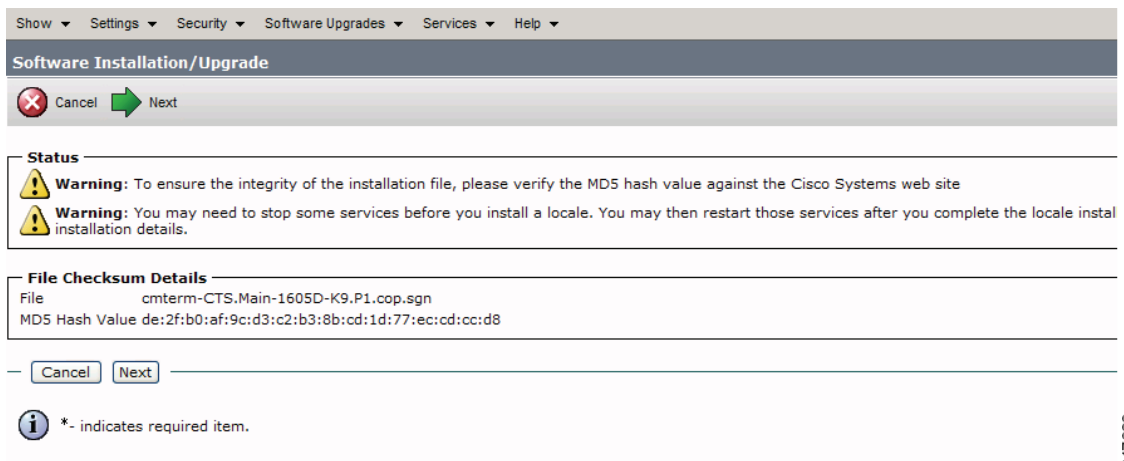 Show Settings Security Software Upgrades Services Help
Software Installation/Upgrade
Cancel Next
Status
Warning: To ensure the integrity of the installation file, please verify the MD5 hash value against the Cisco Systems web site
Warning: You may need to stop some services before you install a locale. You may then restart those services after you complete the locale instal
installation details.
File Checksum Details
File cmterm-CTS.Main-1605D-K9.P1.cop.sgn
MD5 Hash Value de:2f:b0:af:9c:d3:c2:b3:8b:cd:1d:77:ec:cd:cc:d8
Cancel Next
*- indicates required item.